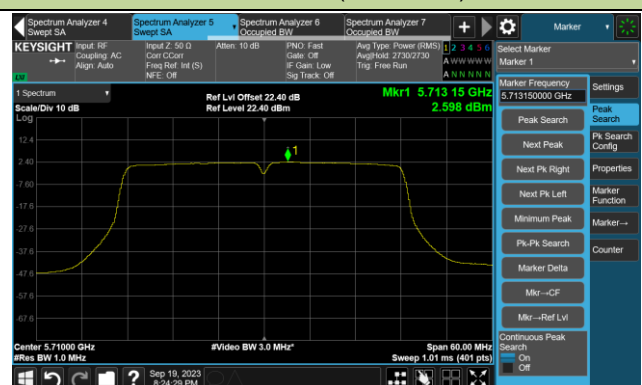 Spectrum Analyzer 4
Swept SA
Spectrum Analyzer 5
Swept SA
Spectrum Analyzer 6
Occupied BW
Spectrum Analyzer 7
Occupied BW
Marker
KEYSIGHT
Input: RF
Coupling: AC
Align: Auto
Input Z: 50 Ω
Corr CCorr
Freq Ref: Int (S)
NFE: Off
Atten: 10 dB
PNO: Fast
Gate: Off
IF Gain: Low
Sig Track: Off
Avg Type: Power (RMS)
Avg|Hold: 2730/2730
Trig: Free Run
1 2 3 4 5 6
A W W W W W
A N N N N N
LW
Select Marker
Marker 1
1 Spectrum
Scale/Div 10 dB
Log
Ref Lvl Offset 22.40 dB
Ref Level 22.40 dBm
Mkr1 5.713 15 GHz
2.598 dBm
12.4
2.40
-7.60
-17.6
-27.6
-37.6
-47.6
-57.6
-67.6
1
Center 5.71000 GHz
#Res BW 1.0 MHz
#Video BW 3.0 MHz*
Span 60.00 MHz
Sweep 1.01 ms (401 pts)
Marker Frequency
5.713150000 GHz
Peak Search
Next Peak
Next Pk Right
Next Pk Left
Minimum Peak
Pk-Pk Search
Marker Delta
Mkr→CF
Mkr→Ref Lvl
Continuous Peak
Search
On
Off
Settings
Peak
Search
Pk Search
Config
Properties
Marker
Function
Marker→
Counter
?
Sep 19, 2023
8:24:29 PM